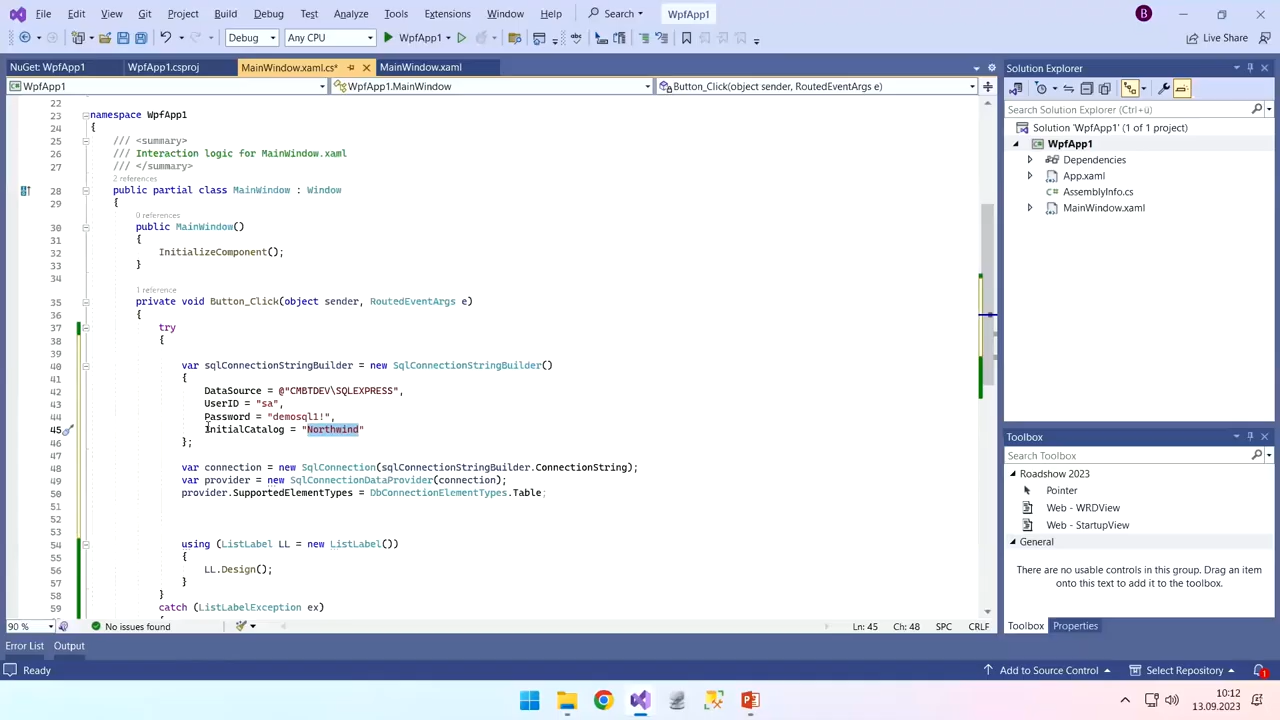 File Edit View Git Project Build Debug Test Analyze Tools Extensions Window Help Search WpfApp1 B
Debug Any CPU WpfApp1 Live Share
NuGet: WpfApp1 WpfApp1.csproj MainWindow.xaml.cs* MainWindow.xaml
WpfApp1 WpfApp1.MainWindow Button_Click(object sender, RoutedEventArgs e)
22
23 namespace WpfApp1
24 {
25 /// <summary>
26 /// Interaction logic for MainWindow.xaml
27 /// </summary>
2 references
28 public partial class MainWindow : Window
29 {
0 references
30 public MainWindow()
31 {
32 InitializeComponent();
33 }
34
1 reference
35 private void Button_Click(object sender, RoutedEventArgs e)
36 {
37 try
38 {
39
40 var sqlConnectionStringBuilder = new SqlConnectionStringBuilder()
41 {
42 DataSource = @"CMBTDEV\SQLEXPRESS",
43 UserID = "sa",
44 Password = "demosql1!",
45 InitialCatalog = "Northwind"
46 };
47
48 var connection = new SqlConnection(sqlConnectionStringBuilder.ConnectionString);
49 var provider = new SqlConnectionDataProvider(connection);
50 provider.SupportedElementTypes = DbConnectionElementTypes.Table;
51
52
53
54 using (ListLabel LL = new ListLabel())
55 {
56 LL.Design();
57 }
58 }
59 catch (ListLabelException ex)
90 % No issues found Ln: 45 Ch: 48 SPC CRLF
Error List Output
Ready Add to Source Control Select Repository 1
Solution Explorer
Search Solution Explorer (Ctrl+ü)
Solution 'WpfApp1' (1 of 1 project)
WpfApp1
Dependencies
App.xaml
C# AssemblyInfo.cs
MainWindow.xaml
Toolbox
Search Toolbox
Roadshow 2023
Pointer
Web - WRDView
Web - StartupView
General
There are no usable controls in this group. Drag an
item onto this text to add it to the toolbox.
Toolbox Properties
10:12
13.09.2023